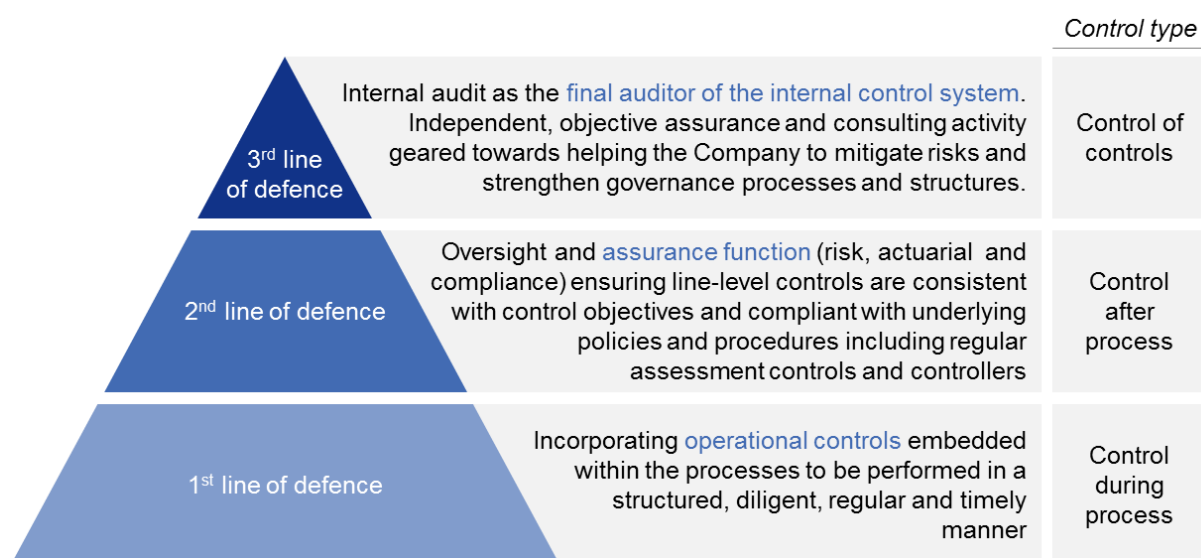 Control type
3rd line
of defence
Internal audit as the final auditor of the internal control system.
Independent, objective assurance and consulting activity
geared towards helping the Company to mitigate risks and
strengthen governance processes and structures.
Control of
controls
2nd line of defence
Oversight and assurance function (risk, actuarial and
compliance) ensuring line-level controls are consistent
with control objectives and compliant with underlying
policies and procedures including regular
assessment controls and controllers
Control
after
process
1st line of defence
Incorporating operational controls embedded
within the processes to be performed in a
structured, diligent, regular and timely
manner
Control
during
process